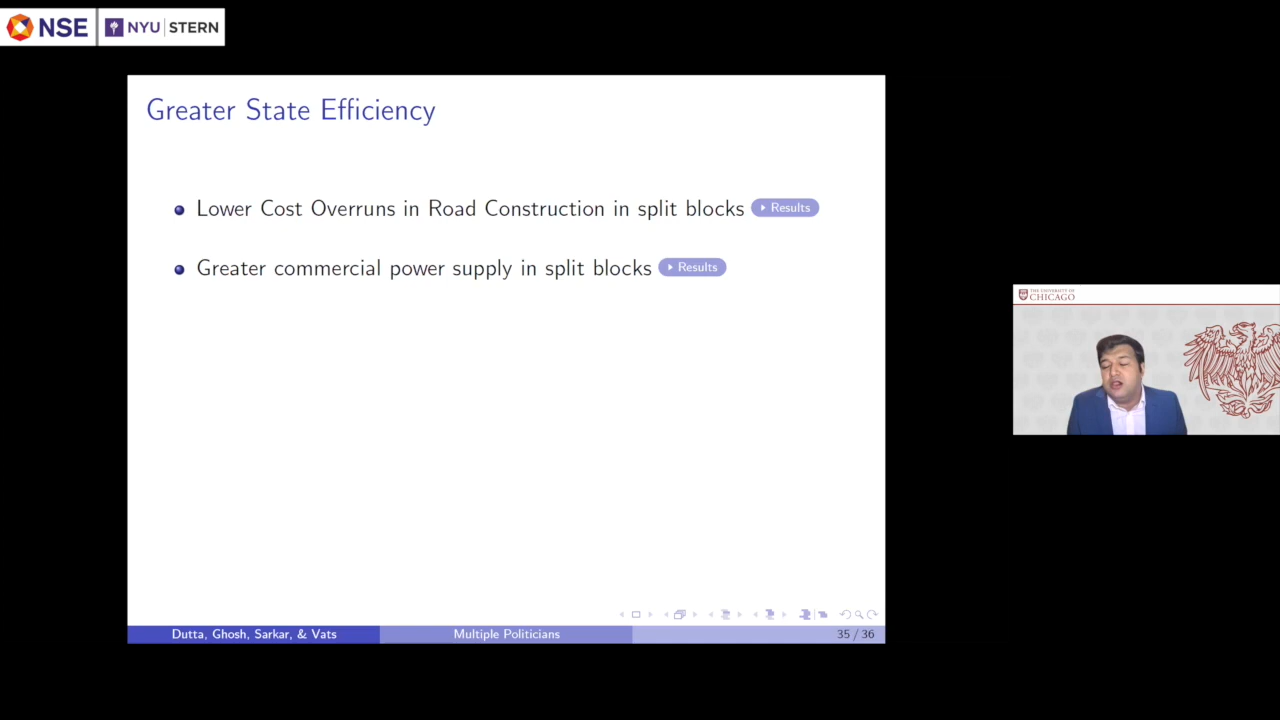 NSE
NYU | STERN
Greater State Efficiency
Lower Cost Overruns in Road Construction in split blocks Results
Greater commercial power supply in split blocks Results
THE UNIVERSITY OF
CHICAGO
Dutta, Ghosh, Sarkar, & Vats
Multiple Politicians
35 / 36